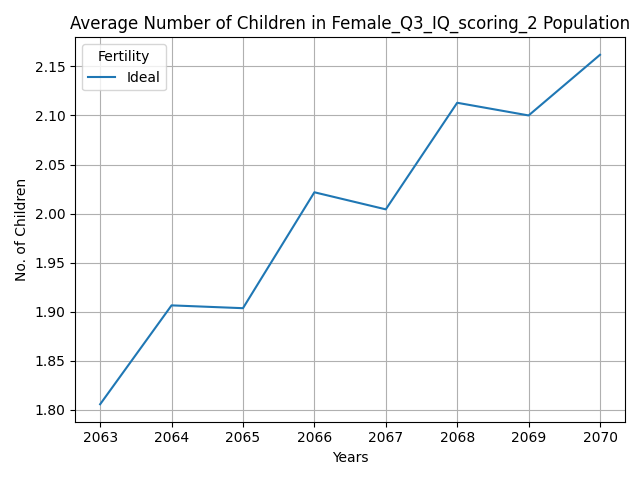 Average Number of Children in Female_Q3_IQ_scoring_2 Population
Fertility
Ideal
No. of Children
2.15
2.10
2.05
2.00
1.95
1.90
1.85
1.80
2063 2064 2065 2066 2067 2068 2069 2070
Years